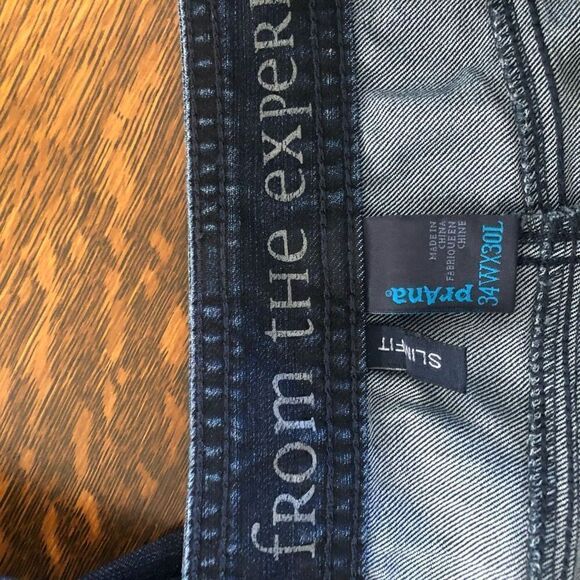 from the experi
MADE IN
CHINA
FABRIQUE EN
CHINE
prAna
34WX30L
SLIM FIT